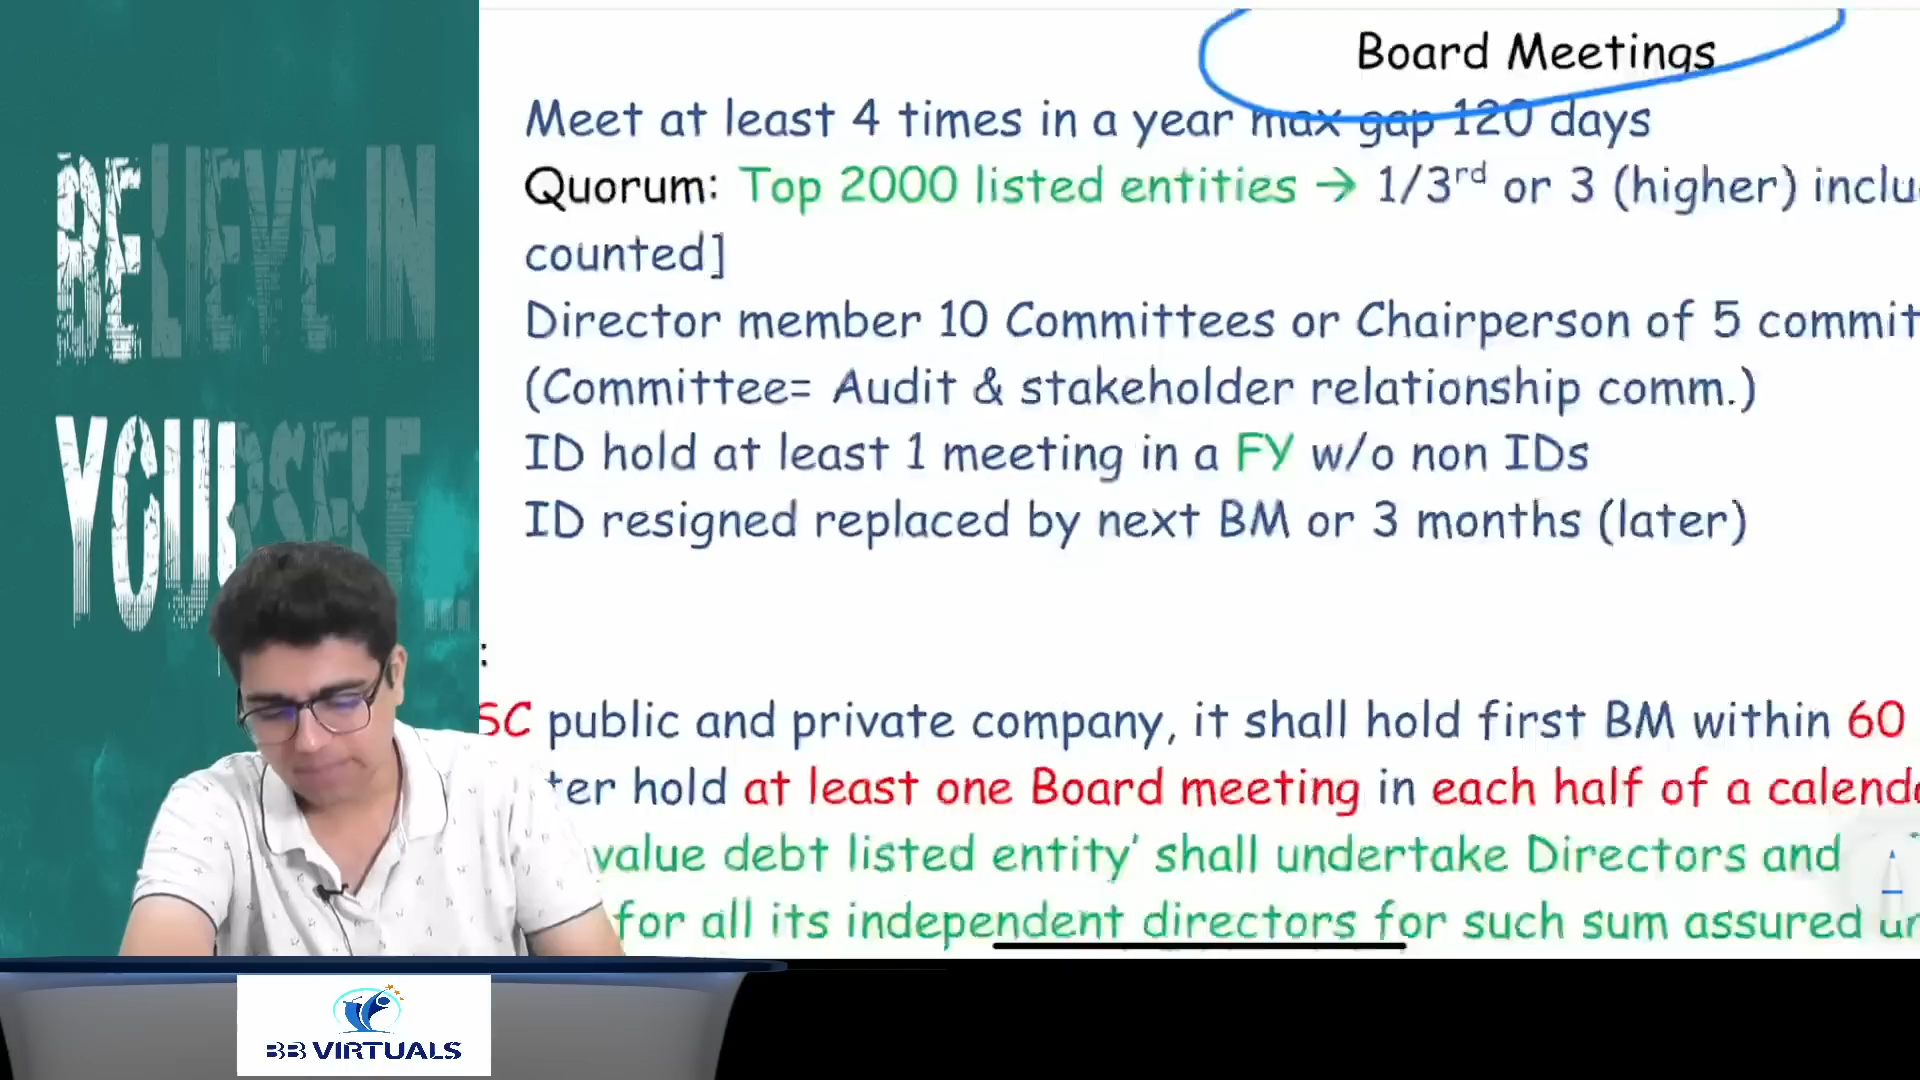 BELIEVE IN
YOURSELF...
Board Meetings
Meet at least 4 times in a year max gap 120 days
Quorum: Top 2000 listed entities → 1/3rd or 3 (higher) inclu
counted]
Director member 10 Committees or Chairperson of 5 commit
(Committee= Audit & stakeholder relationship comm.)
ID hold at least 1 meeting in a FY w/o non IDs
ID resigned replaced by next BM or 3 months (later)
:
SC public and private company, it shall hold first BM within 60
ter hold at least one Board meeting in each half of a calend
value debt listed entity' shall undertake Directors and
for all its independent directors for such sum assured
BB VIRTUALS